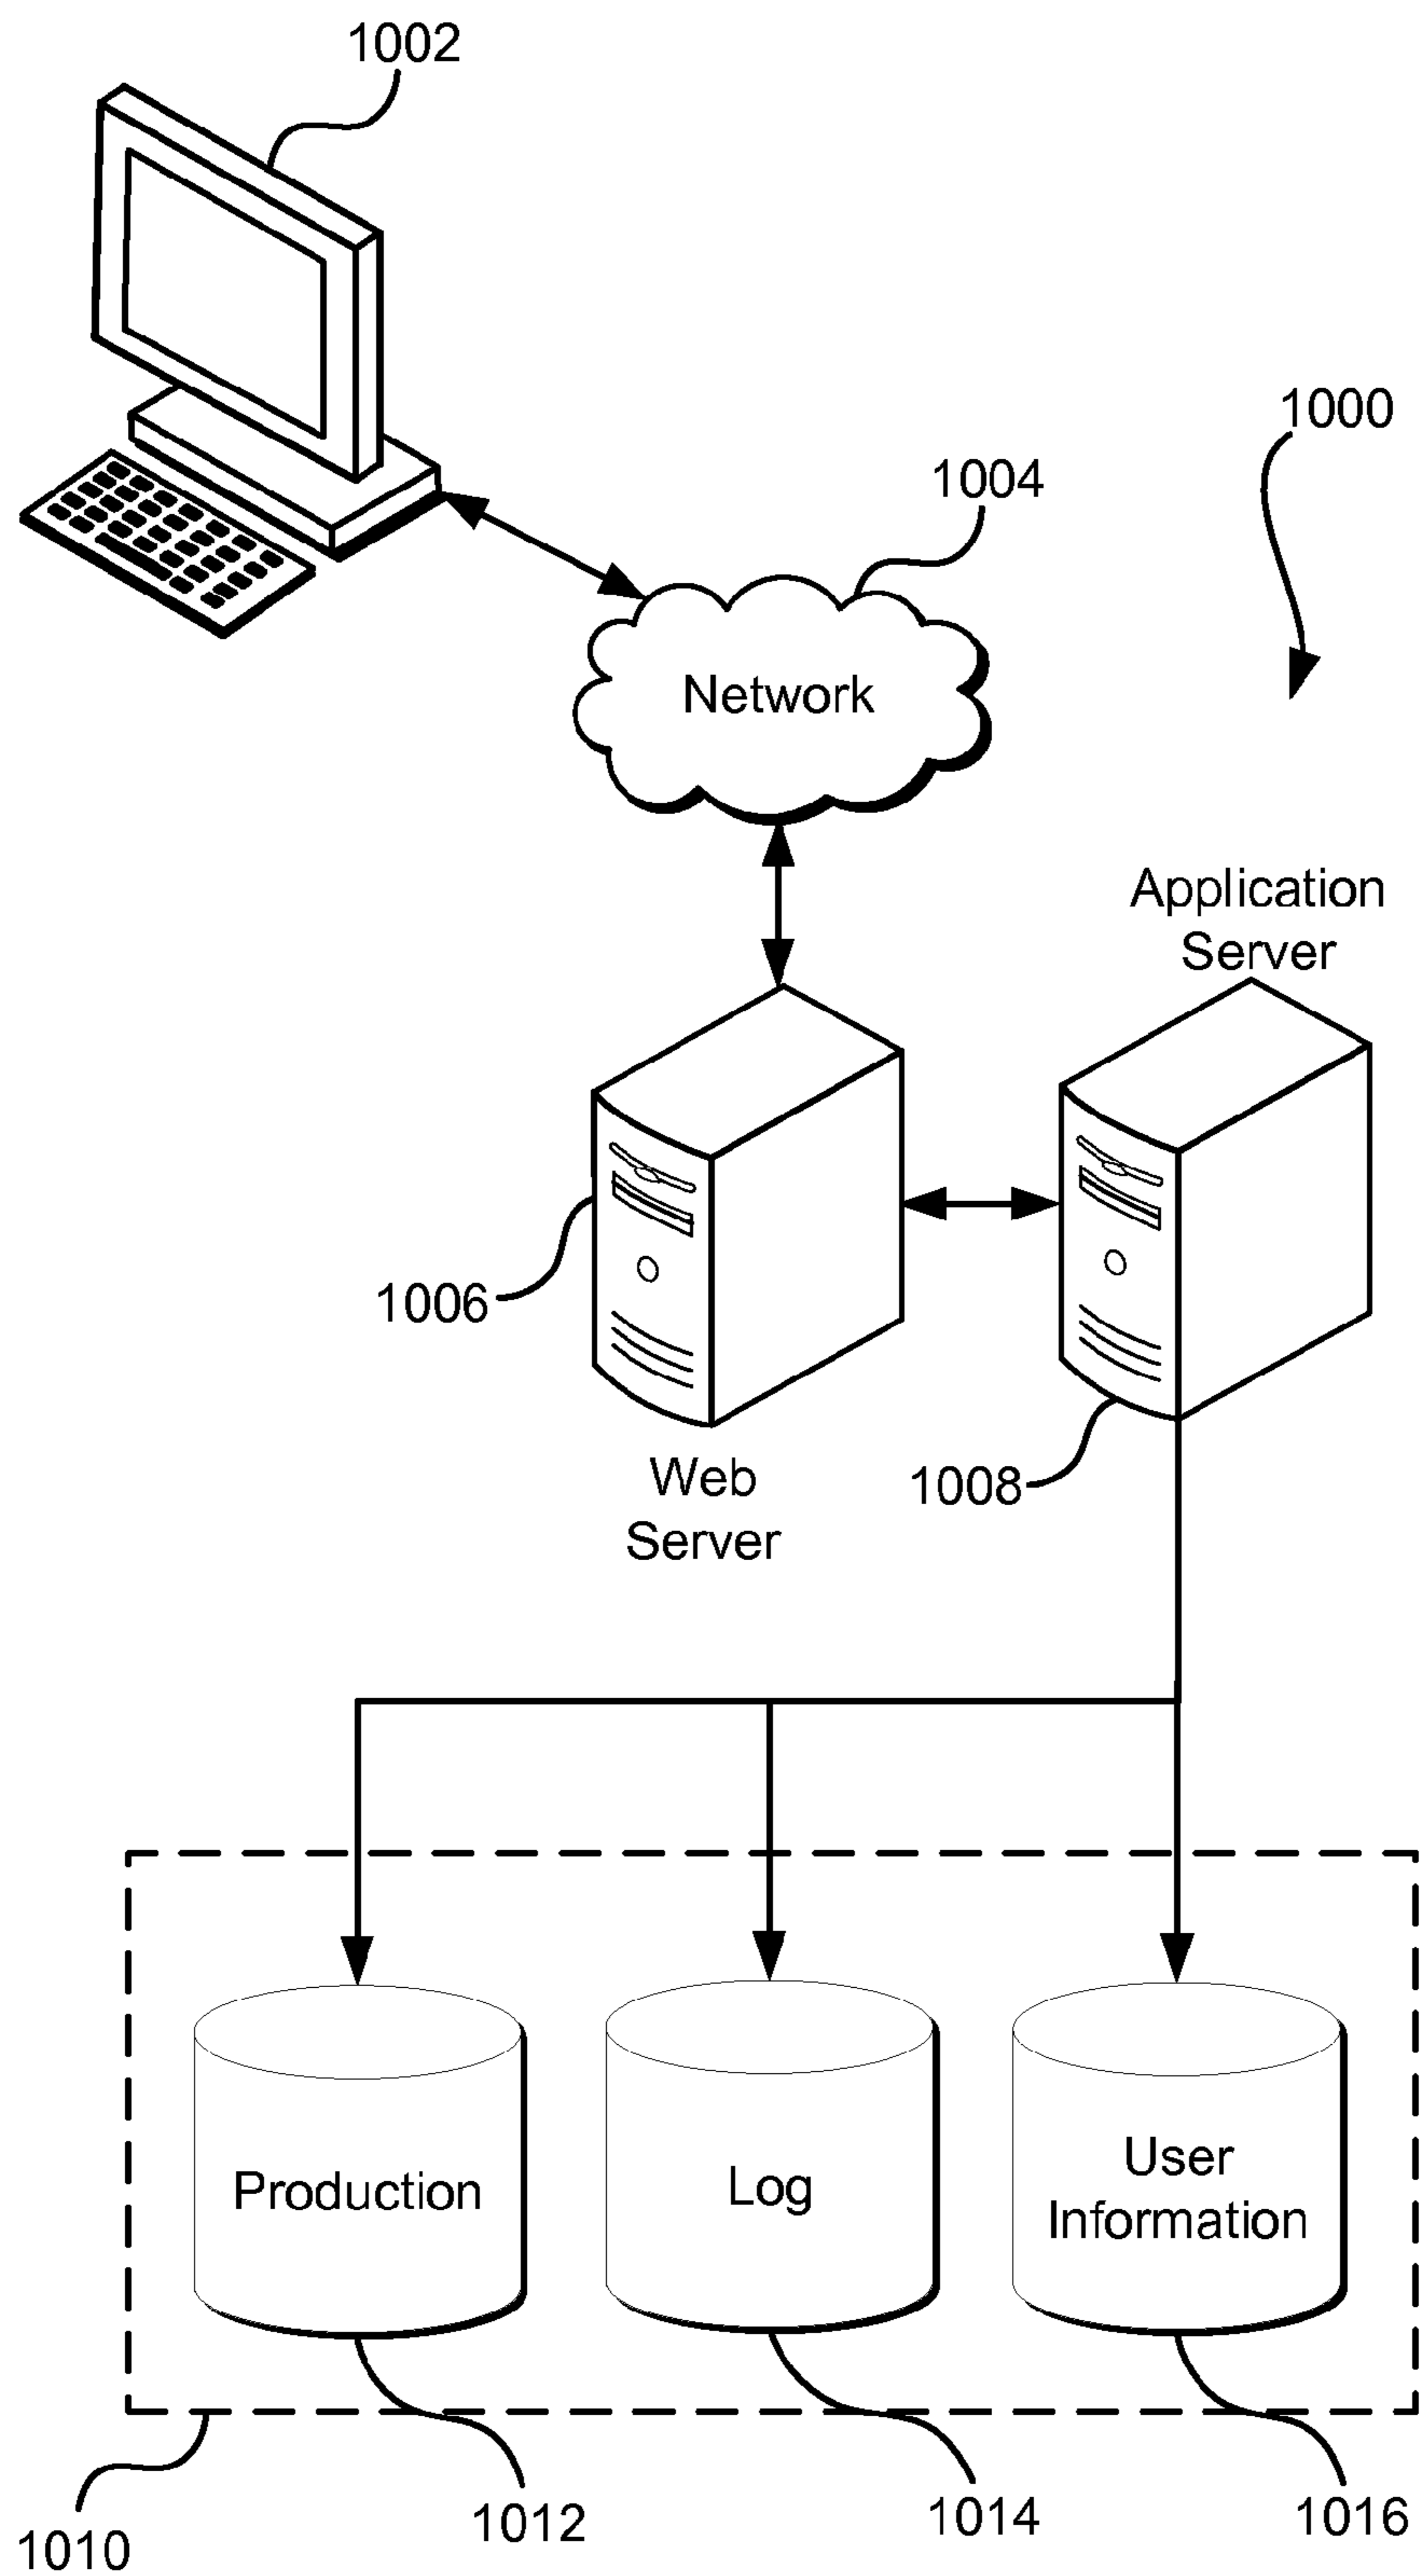 1002
1000
1004
Network
Application
Server
1006
Web
Server
1008
Production
Log
User
Information
1010
1012
1014
1016